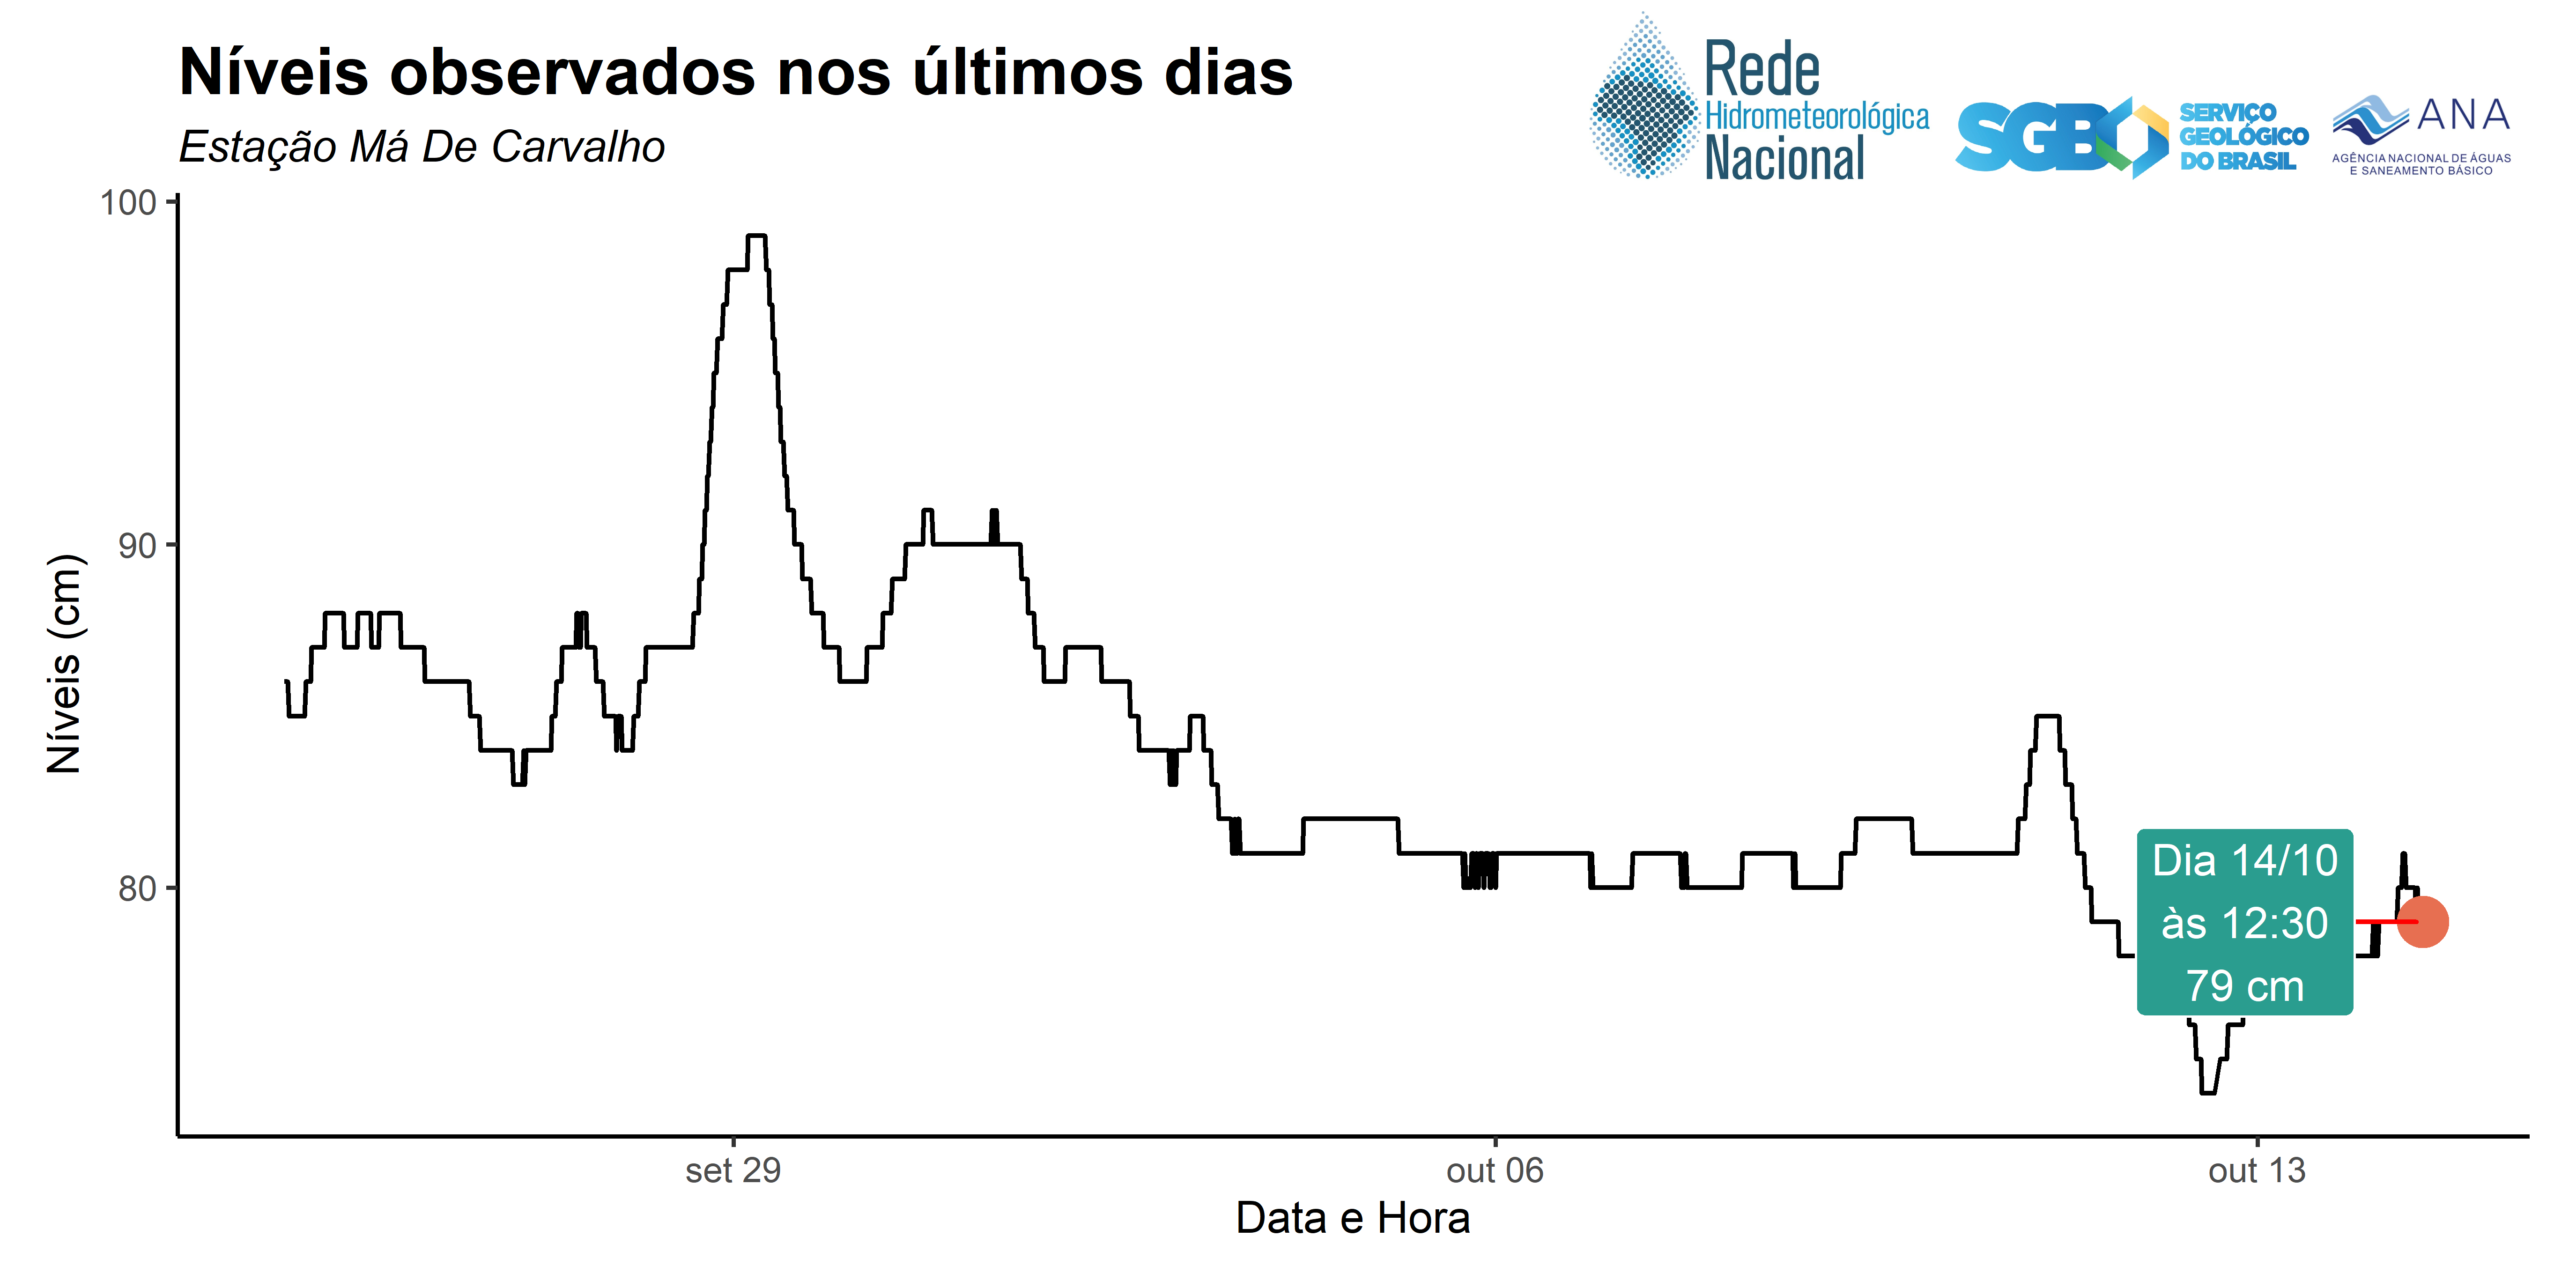 Níveis observados nos últimos dias
Estação Má De Carvalho
Rede
Hidrometeorológica
Nacional
SGB
SERVIÇO
GEOLÓGICO
DO BRASIL
ANA
AGÊNCIA NACIONAL DE ÁGUAS
E SANEAMENTO BÁSICO
Níveis (cm)
100
90
80
Dia 14/10
às 12:30
79 cm
set 29
out 06
out 13
Data e Hora